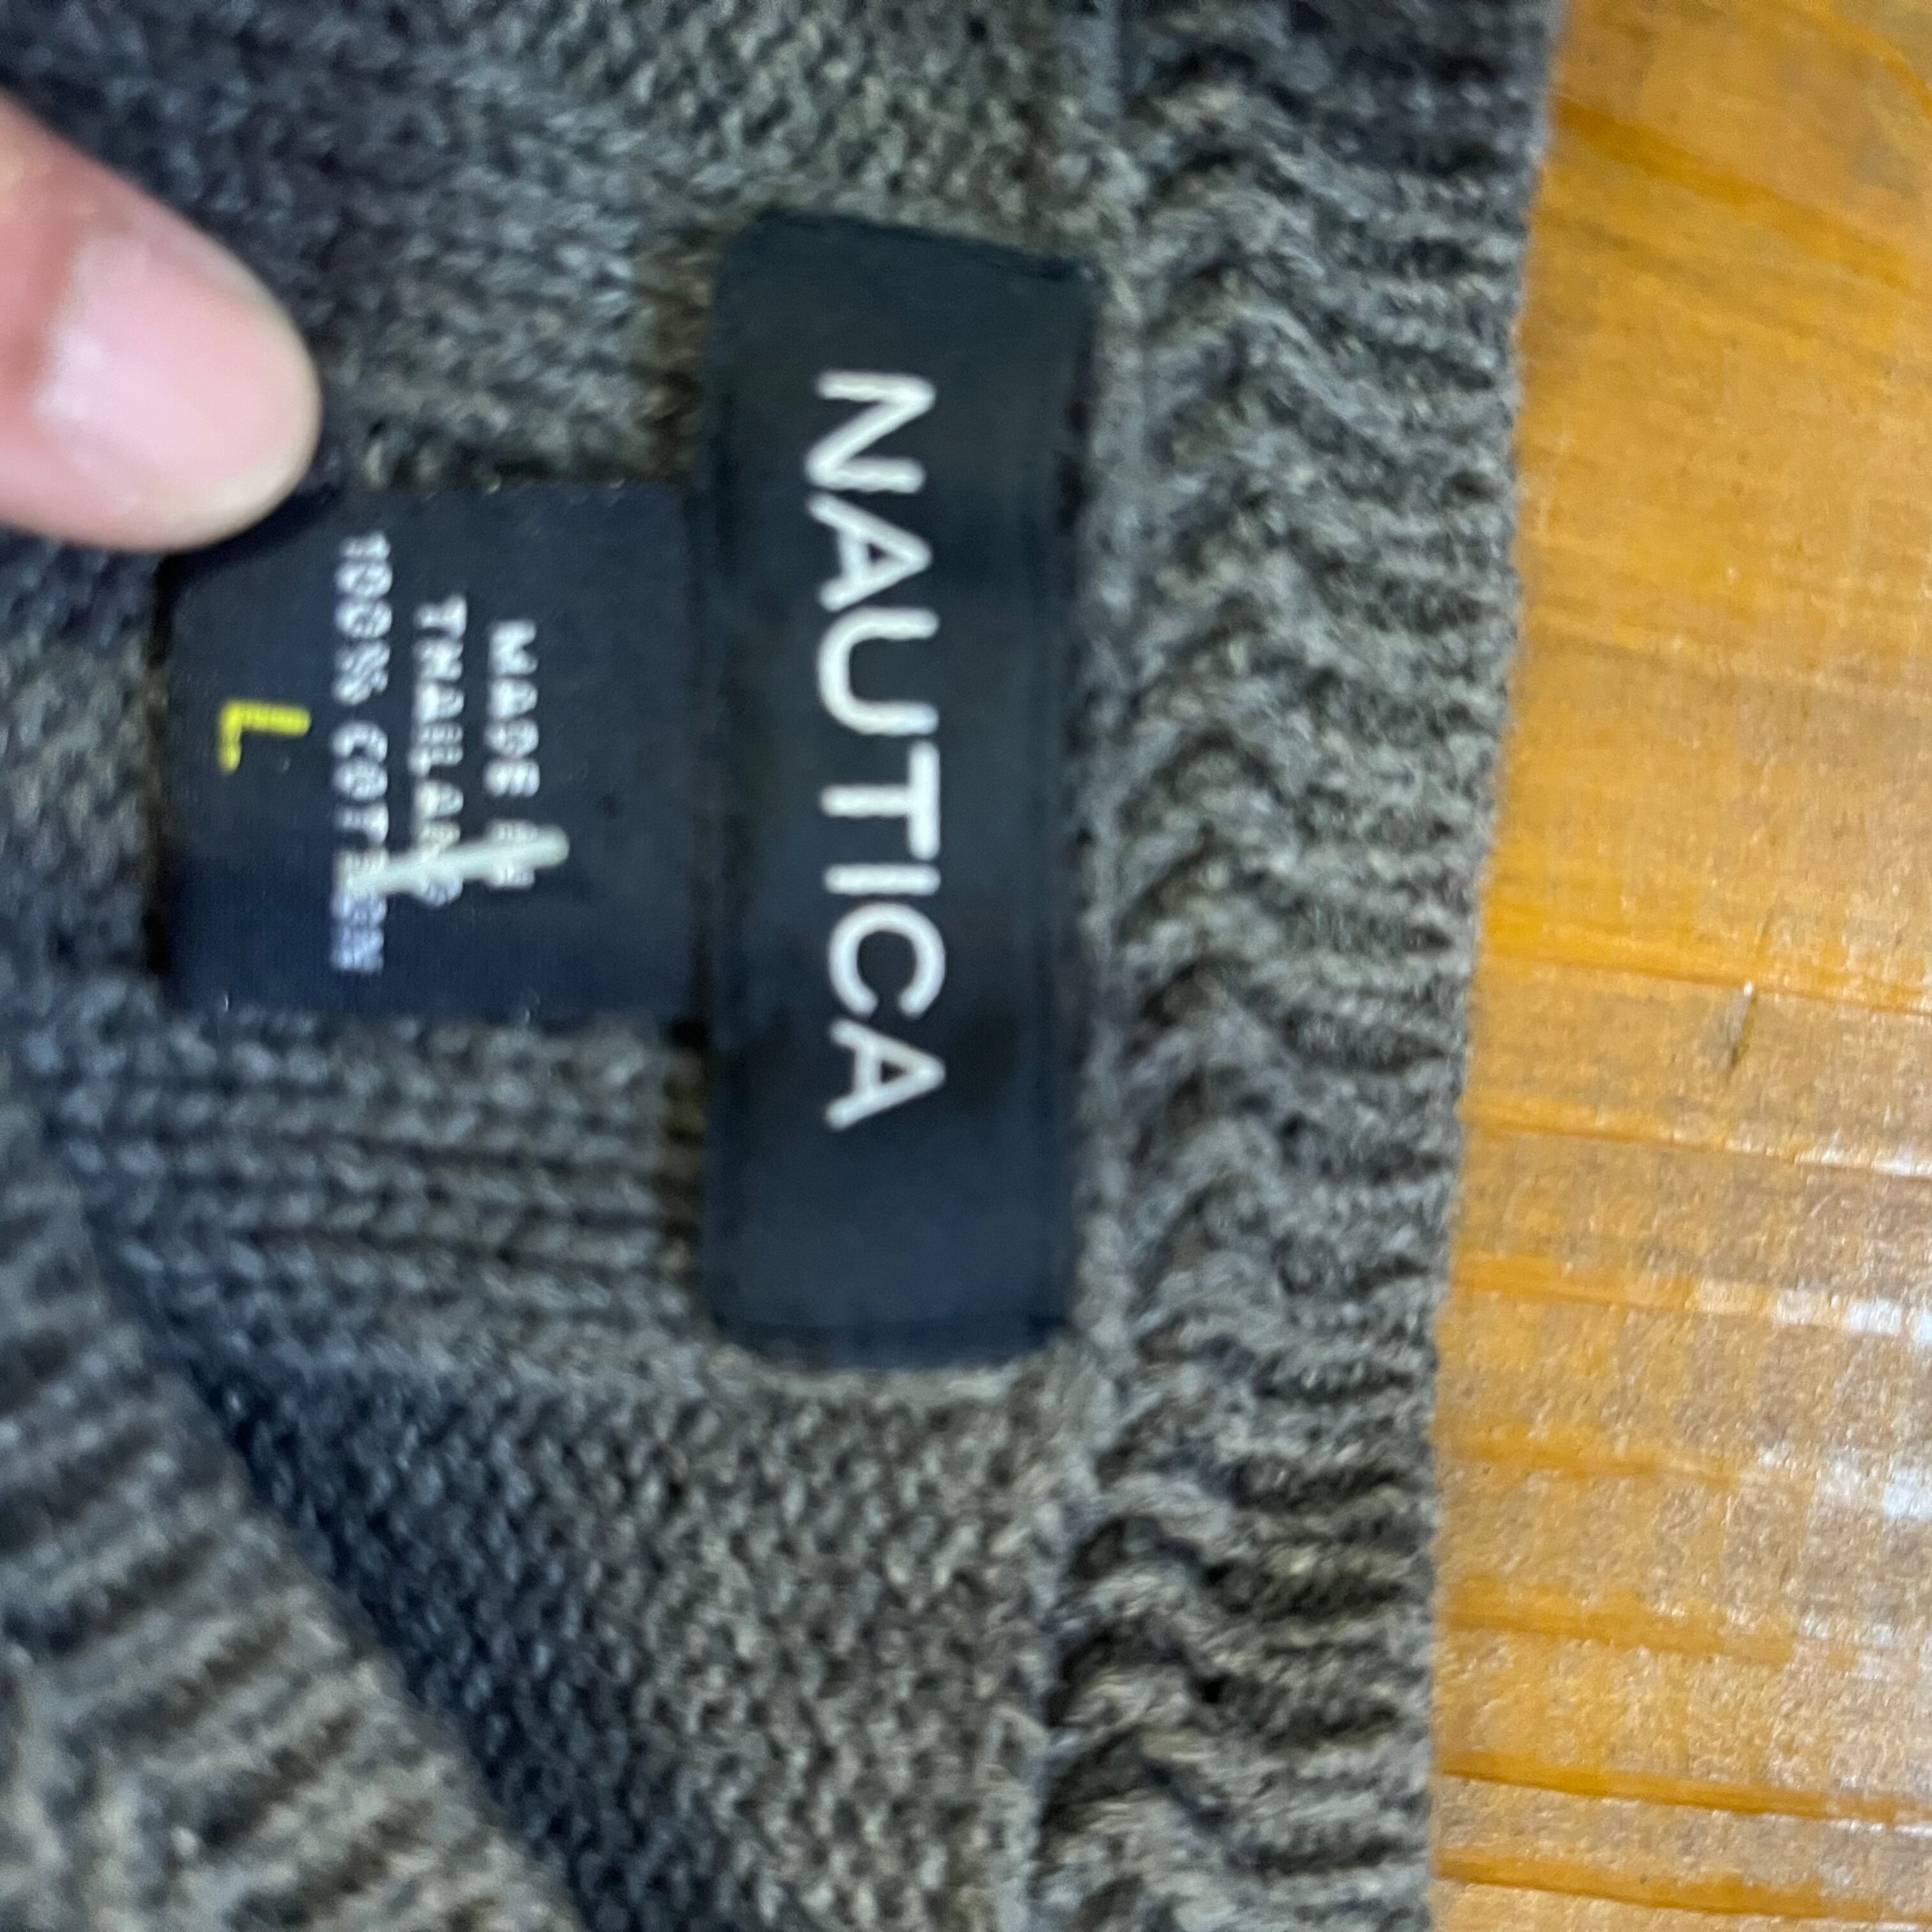 NAUTICA
MADE IN
THAILAND
100% COTTON
L